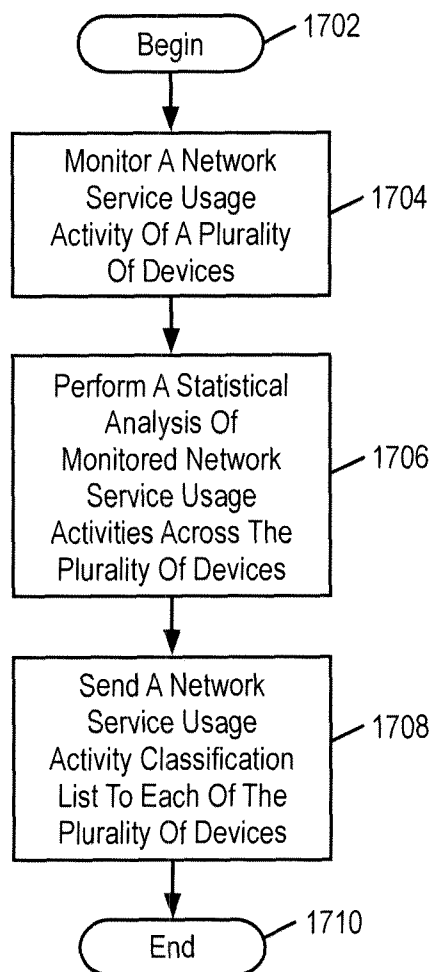 Begin
1702
Monitor A Network
Service Usage
Activity Of A Plurality
Of Devices
1704
Perform A Statistical
Analysis Of
Monitored Network
Service Usage
Activities Across The
Plurality Of Devices
1706
Send A Network
Service Usage
Activity Classification
List To Each Of The
Plurality Of Devices
1708
End
1710